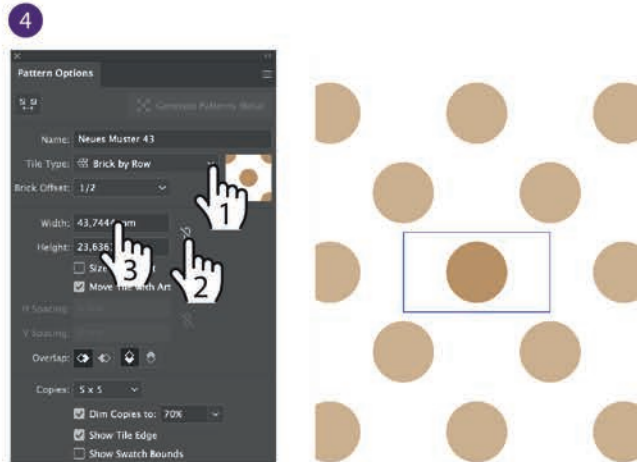 4
Pattern Options
Name: Neues Muster 43
Tile Type: Brick by Row
1
Brick Offset: 1/2
Width: 43,7444 mm
2
Height: 23,636
3
Move Tile with Art
H Spacing:
V Spacing:
Overlap:
Copies: 5 x 5
Dim Copies to: 70%
Show Tile Edge
Show Swatch Bounds